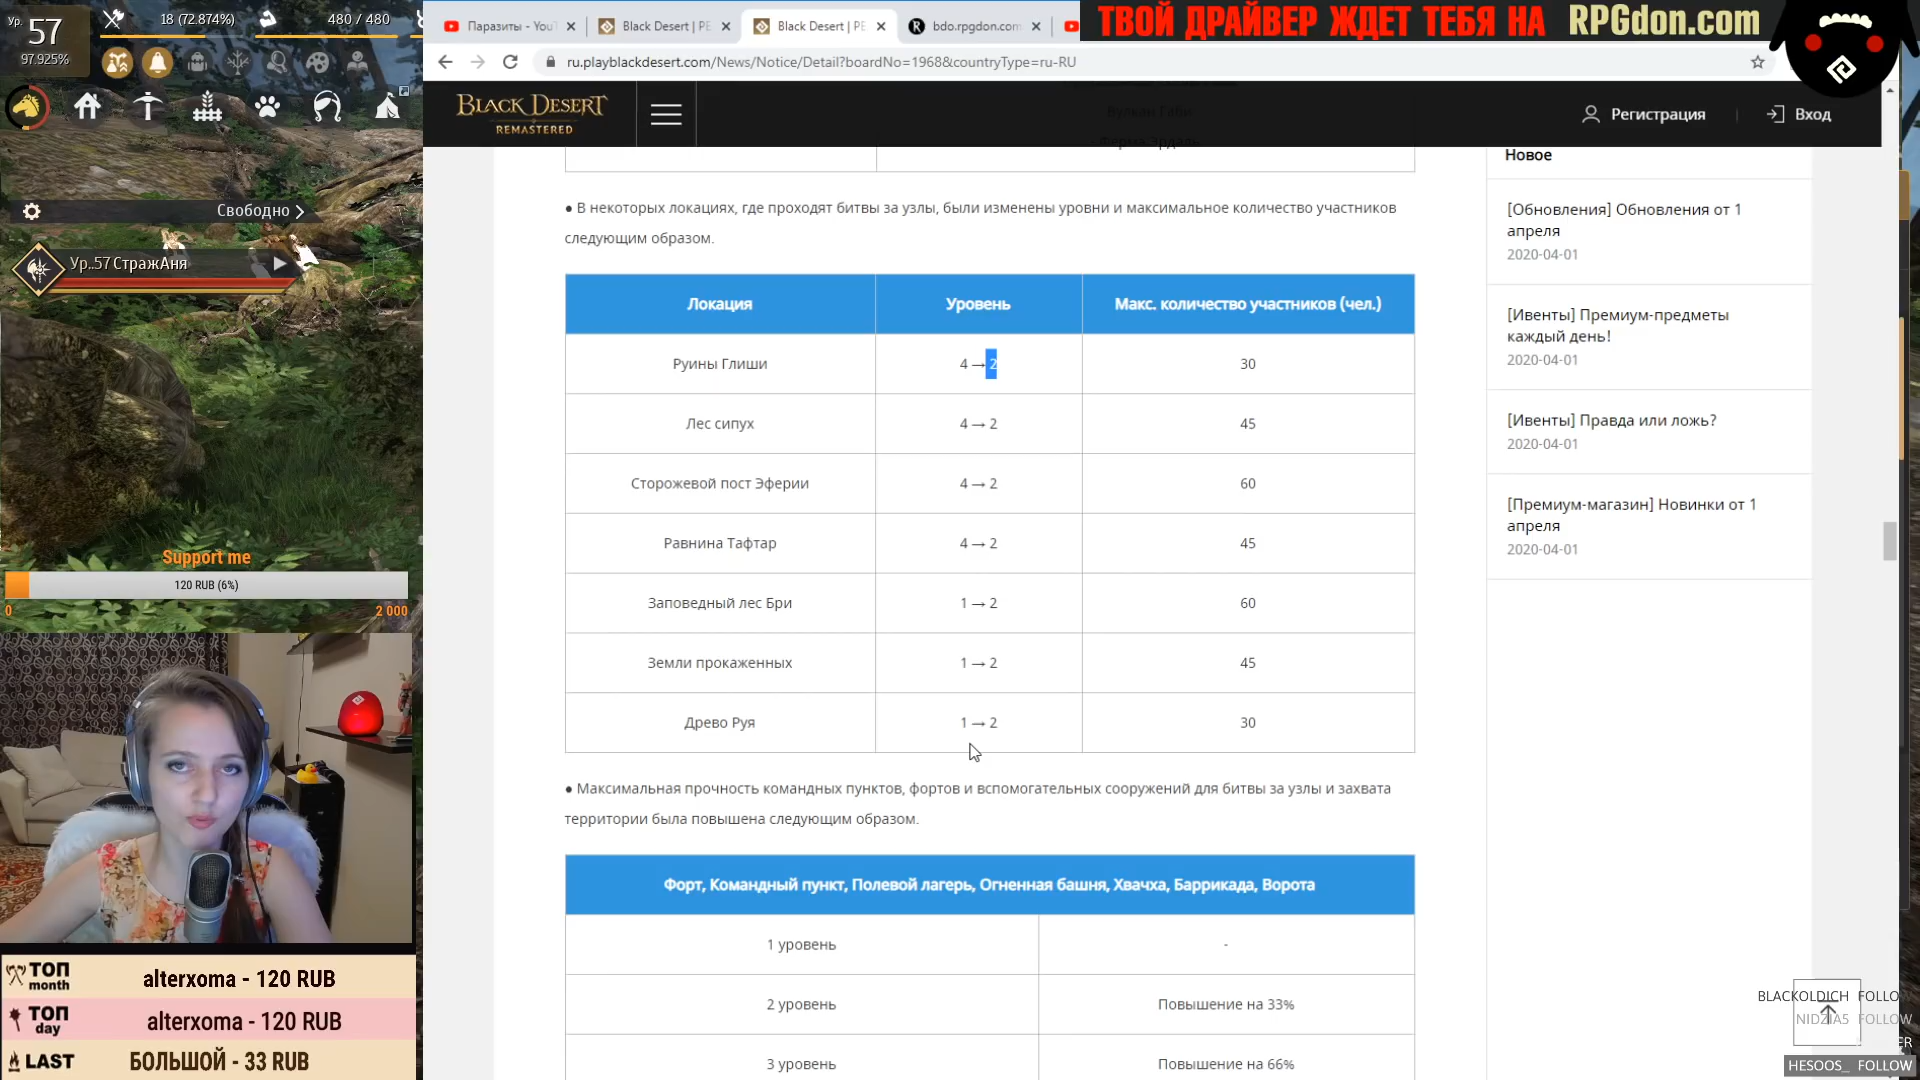 Ур.
57
97.925%
18 (72.874%)
480 / 480
Свободно
Ур..57 СтражАня
Support me
120 RUB (6%)
0
2 000
ТОП month
alterxoma - 120 RUB
ТОП day
alterxoma - 120 RUB
LAST
БОЛЬШОЙ - 33 RUB
Паразиты - YouT
Black Desert | РЕ
Black Desert | РЕ
bdo.rpgdon.com
ТВОЙ ДРАЙВЕР ЖДЕТ ТЕБЯ НА RPGdon.com
ru.playblackdesert.com/News/Notice/Detail?boardNo=1968&countryType=ru-RU
BLACK DESERT
REMASTERED
Регистрация
Вход
● В некоторых локациях, где проходят битвы за узлы, были изменены уровни и максимальное количество участников
следующим образом.
Локация Уровень Макс. количество участников (чел.)
Руины Глиши 4 → 2 30
Лес сипух 4 → 2 45
Сторожевой пост Эферии 4 → 2 60
Равнина Тафтар 4 → 2 45
Заповедный лес Бри 1 → 2 60
Земли прокаженных 1 → 2 45
Древо Руя 1 → 2 30
● Максимальная прочность командных пунктов, фортов и вспомогательных сооружений для битвы за узлы и захвата
территории была повышена следующим образом.
Форт, Командный пункт, Полевой лагерь, Огненная башня, Хвачха, Баррикада, Ворота
1 уровень -
2 уровень Повышение на 33%
3 уровень Повышение на 66%
Новое
[Обновления] Обновления от 1
апреля
2020-04-01
[Ивенты] Премиум-предметы
каждый день!
2020-04-01
[Ивенты] Правда или ложь?
2020-04-01
[Премиум-магазин] Новинки от 1
апреля
2020-04-01
BLACKOLDICH FOLLOW
NIDZIA5 FOLLOW
HESOOS_ FOLLOW